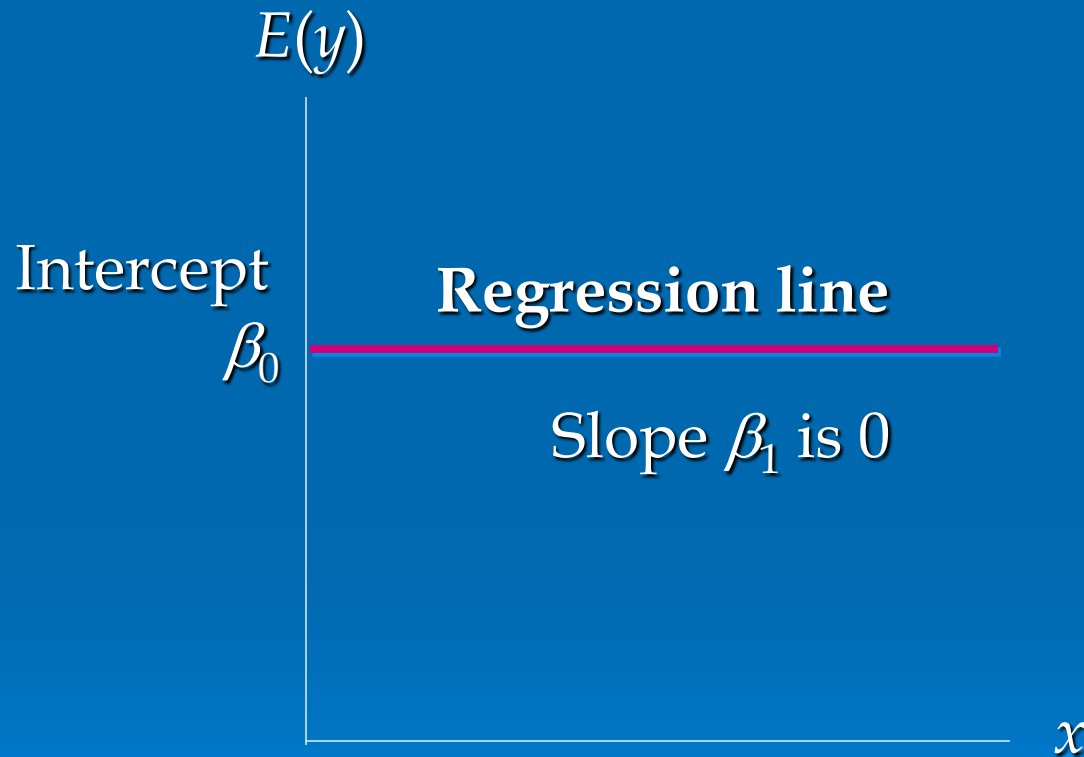 E(y)
Intercept
β0
Regression line
Slope β1 is 0
x